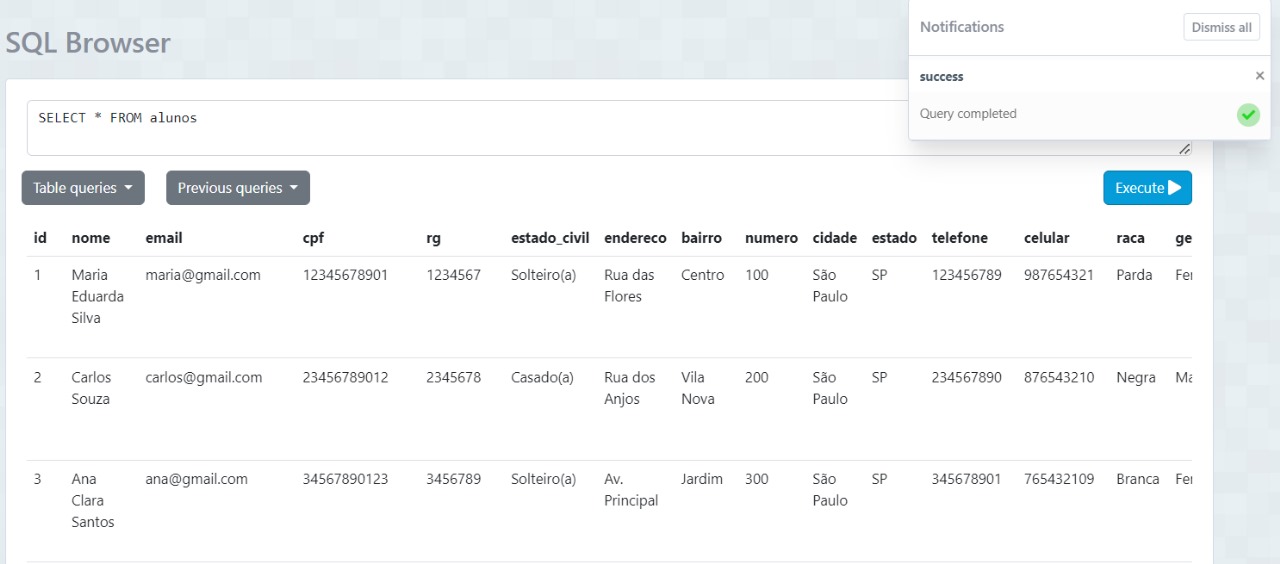 Notifications
Dismiss all
SQL Browser
success
×
SELECT * FROM alunos
Query completed
Table queries
Previous queries
Execute
id nome email cpf rg estado_civil endereco bairro numero cidade estado telefone celular raca ge
1 Maria maria@gmail.com 12345678901 1234567 Solteiro(a) Rua das Centro 100 São SP 123456789 987654321 Parda Fer
Eduarda Flores Paulo
Silva
2 Carlos carlos@gmail.com 23456789012 2345678 Casado(a) Rua dos Vila 200 São SP 234567890 876543210 Negra Ma
Souza Anjos Nova Paulo
3 Ana ana@gmail.com 34567890123 3456789 Solteiro(a) Av. Jardim 300 São SP 345678901 765432109 Branca Fer
Clara Principal Paulo
Santos